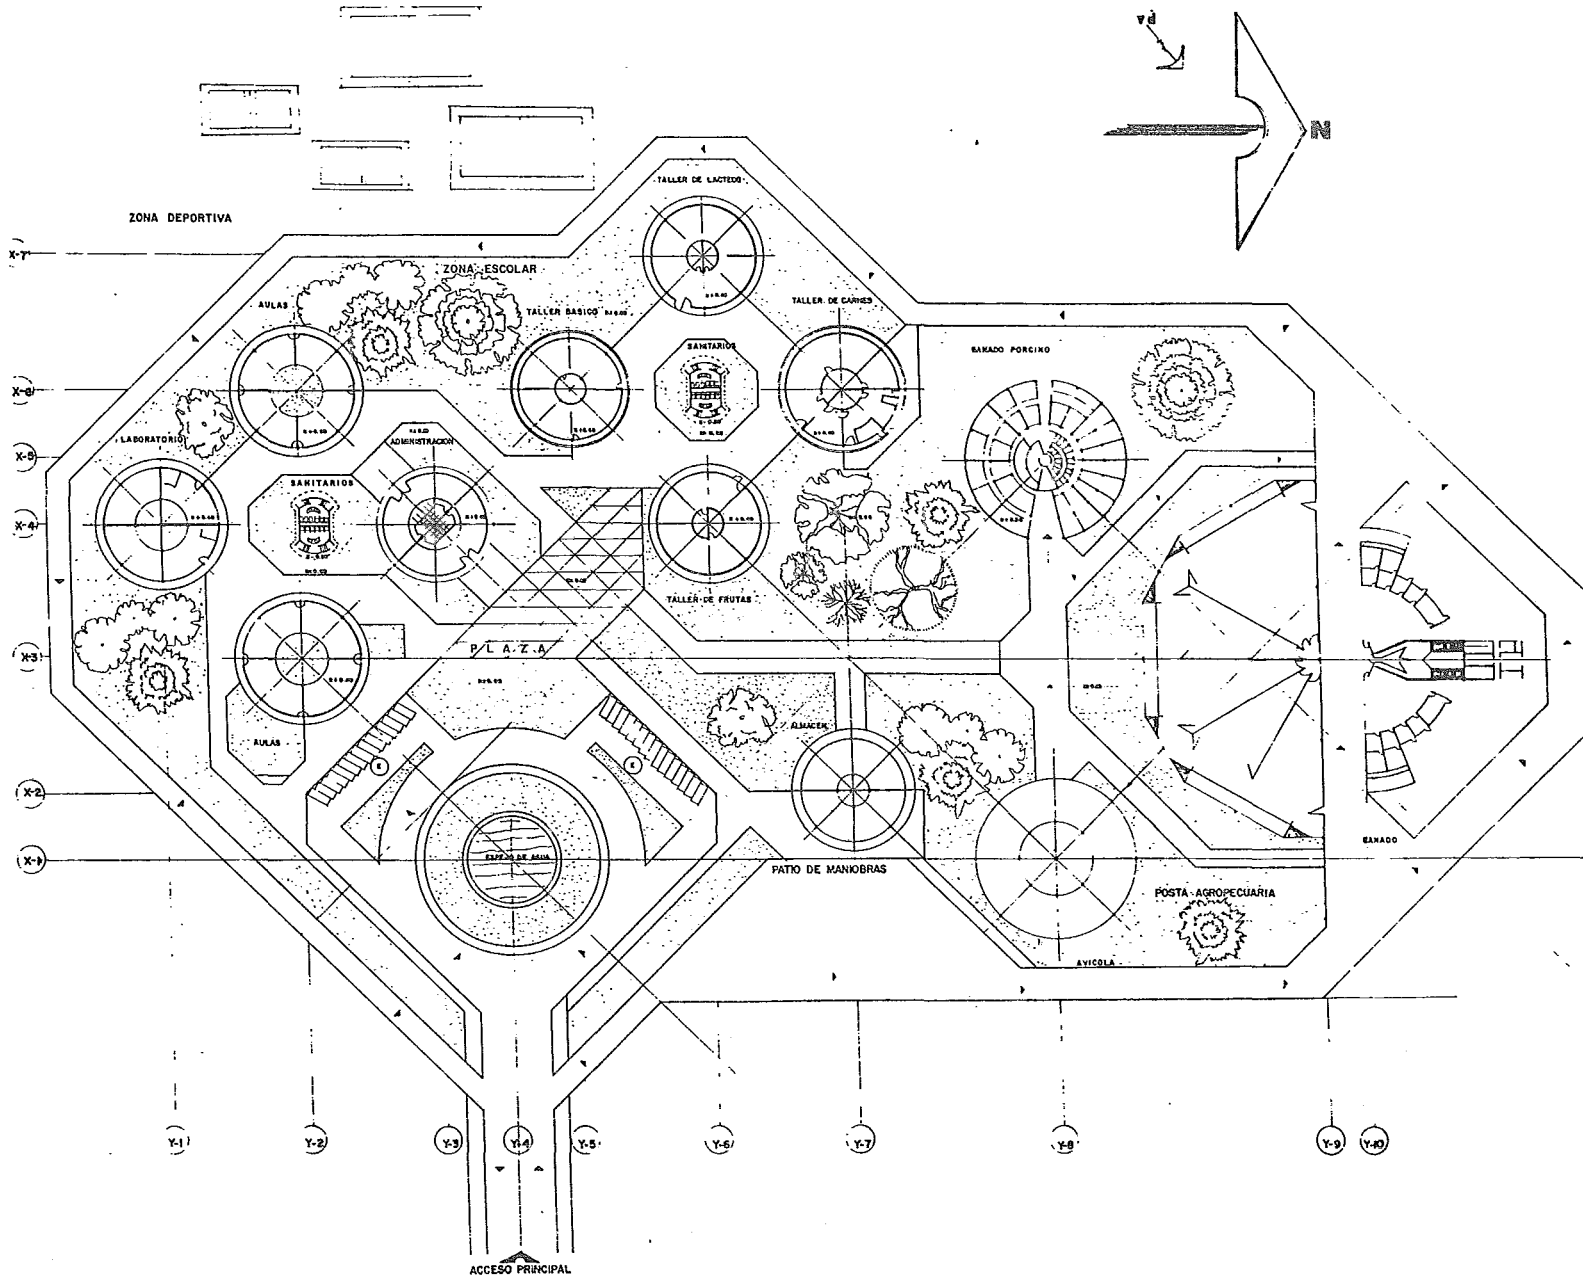 N
TALLER DE LACTEOS
ZONA DEPORTIVA
X-7
ZONA ESCOLAR
AULAS
TALLER BASICO
TALLER DE CARNES
SANITARIOS
GANADO PORCINO
X-6
LABORATORIO
ADMINISTRACION
X-5
SANITARIOS
X-4
TALLER DE FRUTAS
PLAZA
X-3
AULAS
ALMACEN
E
E
X-2
GANADO
ESPEJO DE AGUA
X-1
PATIO DE MANIOBRAS
POSTA AGROPECUARIA
AVICOLA
Y-1
Y-2
Y-3
Y-4
Y-5
Y-6
Y-7
Y-8
Y-9
Y-10
ACCESO PRINCIPAL